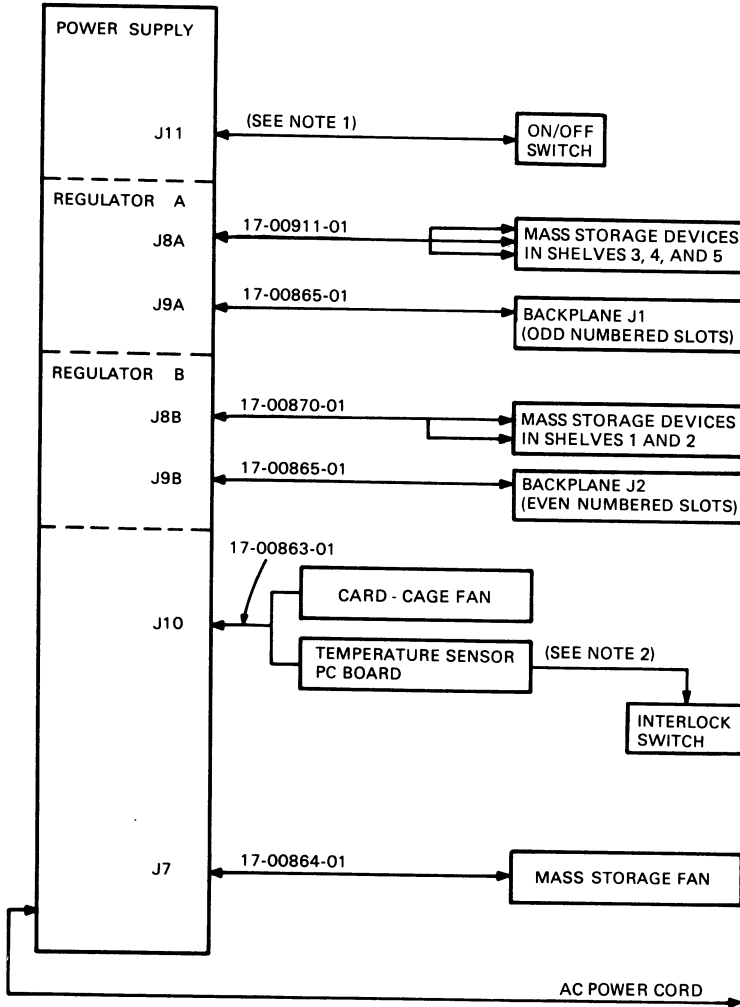 POWER SUPPLY
J11
(SEE NOTE 1)
ON/OFF
SWITCH
REGULATOR A
J8A
17-00911-01
MASS STORAGE DEVICES
IN SHELVES 3, 4, AND 5
J9A
17-00865-01
BACKPLANE J1
(ODD NUMBERED SLOTS)
REGULATOR B
J8B
17-00870-01
MASS STORAGE DEVICES
IN SHELVES 1 AND 2
J9B
17-00865-01
BACKPLANE J2
(EVEN NUMBERED SLOTS)
17-00863-01
J10
CARD - CAGE FAN
TEMPERATURE SENSOR
PC BOARD
(SEE NOTE 2)
INTERLOCK
SWITCH
J7
17-00864-01
MASS STORAGE FAN
AC POWER CORD